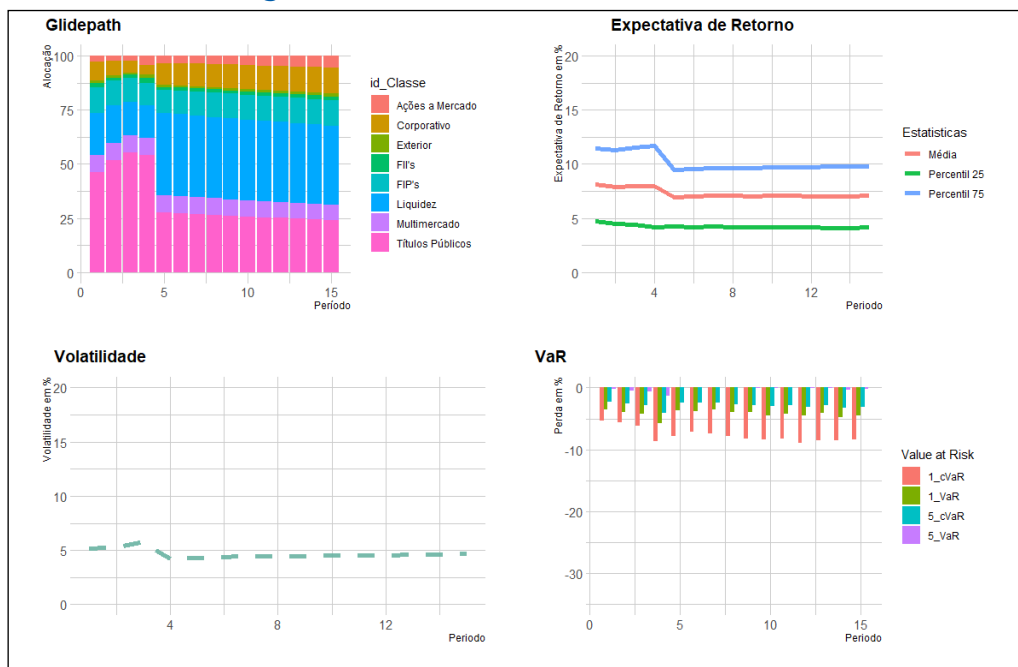 Glidepath
Alocação
100
75
50
25
0
0
5
10
15
Período
id_Classe
Ações a Mercado
Corporativo
Exterior
FII's
FIP's
Liquidez
Multimercado
Títulos Públicos
Expectativa de Retorno
Expectativa de Retorno em %
20
15
10
5
0
4
8
12
Periodo
Estatisticas
Média
Percentil 25
Percentil 75
Volatilidade
Volatilidade em %
20
15
10
5
0
4
8
12
Periodo
VaR
Perda em %
0
-10
-20
-30
0
5
10
15
Periodo
Value at Risk
1_cVaR
1_VaR
5_cVaR
5_VaR